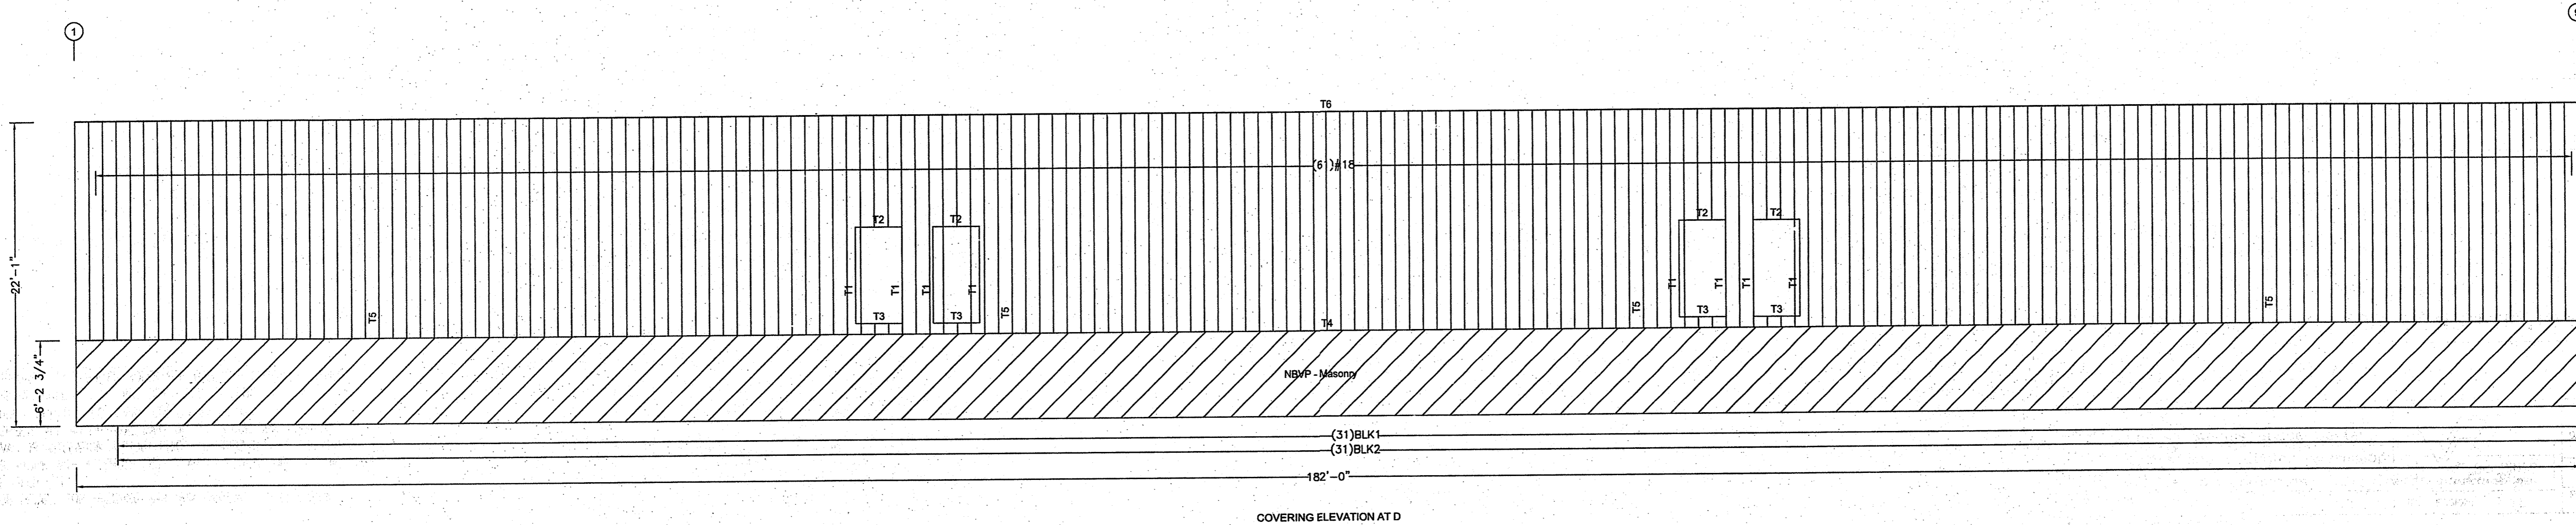 1
T6
(61)#18
T2 T2 T2 T2
22'-1"
T1 T1 T1 T1 T1 T1 T1 T1
T5 T3 T3 T5 T5 T3 T3 T5
T4
6'-2 3/4"
NBVP - Masonry
(31)BLK1
(31)BLK2
182'-0"
COVERING ELEVATION AT D